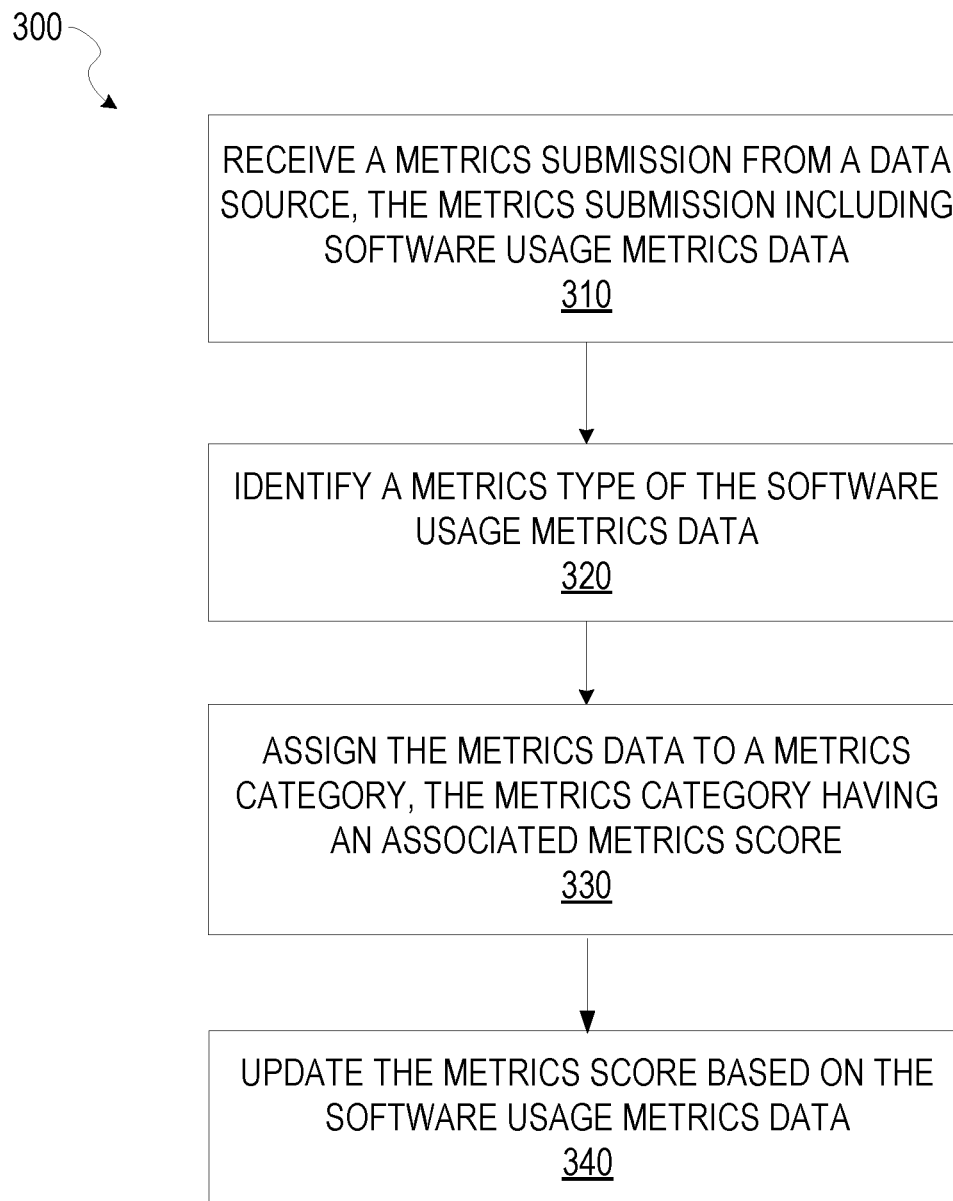 300
RECEIVE A METRICS SUBMISSION FROM A DATA
SOURCE, THE METRICS SUBMISSION INCLUDING
SOFTWARE USAGE METRICS DATA
310
IDENTIFY A METRICS TYPE OF THE SOFTWARE
USAGE METRICS DATA
320
ASSIGN THE METRICS DATA TO A METRICS
CATEGORY, THE METRICS CATEGORY HAVING
AN ASSOCIATED METRICS SCORE
330
UPDATE THE METRICS SCORE BASED ON THE
SOFTWARE USAGE METRICS DATA
340